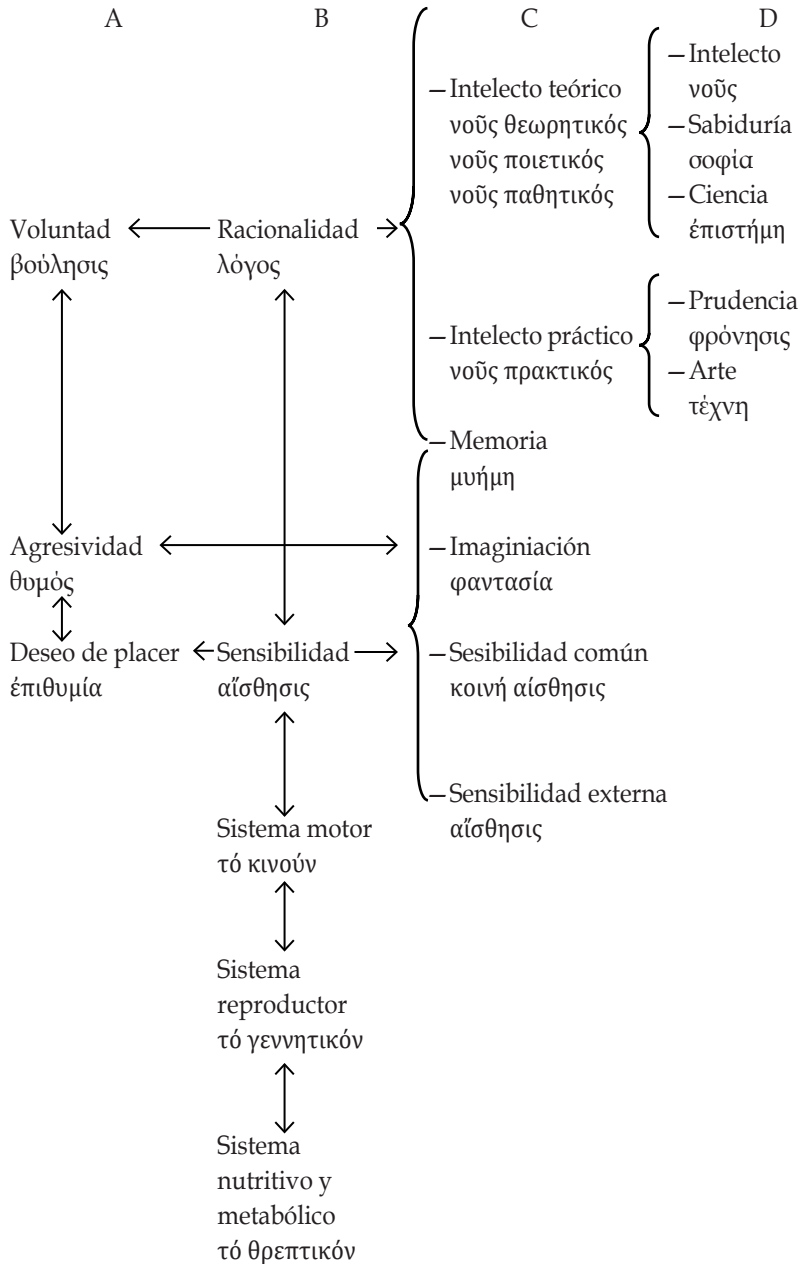 A B C D
—Intelecto teórico
νοῦς θεωρητικός
νοῦς ποιετικός
νοῦς παθητικός
—Intelecto
νοῦς
—Sabiduría
σοφία
—Ciencia
ἐπιστήμη
Voluntad
βούλησις
Racionalidad
λόγος
—Intelecto práctico
νοῦς πρακτικός
—Prudencia
φρόνησις
—Arte
τέχνη
—Memoria
μυήμη
Agresividad
θυμός
—Imaginiación
φαντασία
Deseo de placer
ἐπιθυμία
Sensibilidad
αἴσθησις
—Sesibilidad común
κοινή αίσθησις
—Sensibilidad externa
αἴσθησις
Sistema motor
τό κινούν
Sistema
reproductor
τό γεννητικόν
Sistema
nutritivo y
metabólico
τό θρεπτικόν